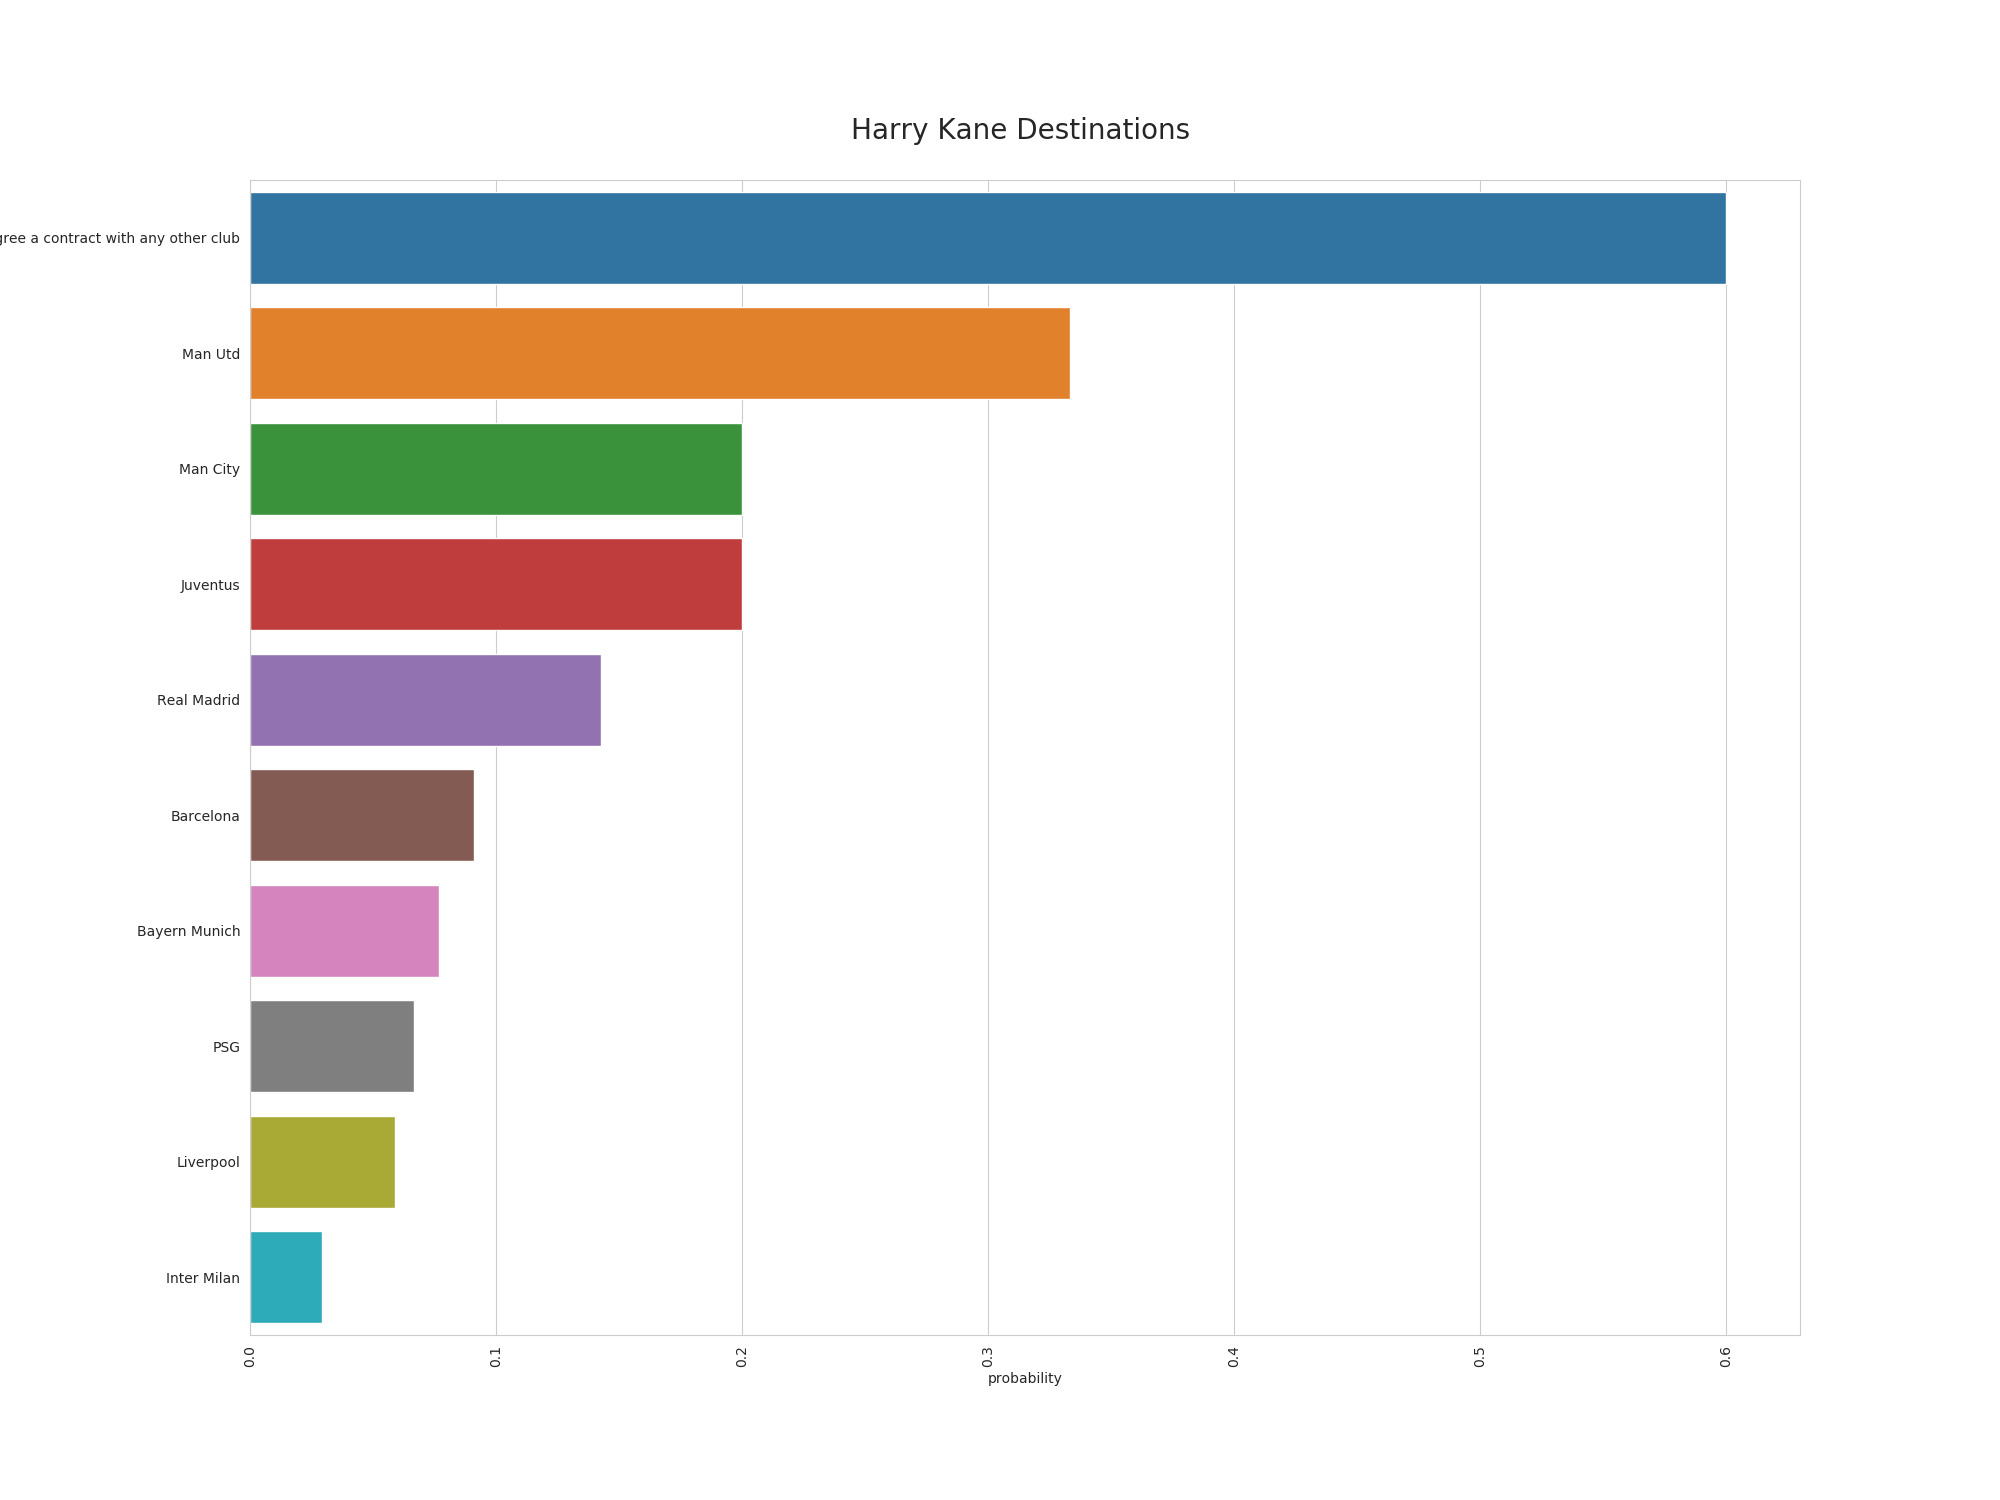 Harry Kane Destinations
agree a contract with any other club
Man Utd
Man City
Juventus
Real Madrid
Barcelona
Bayern Munich
PSG
Liverpool
Inter Milan
0.0 0.1 0.2 0.3 0.4 0.5 0.6
probability